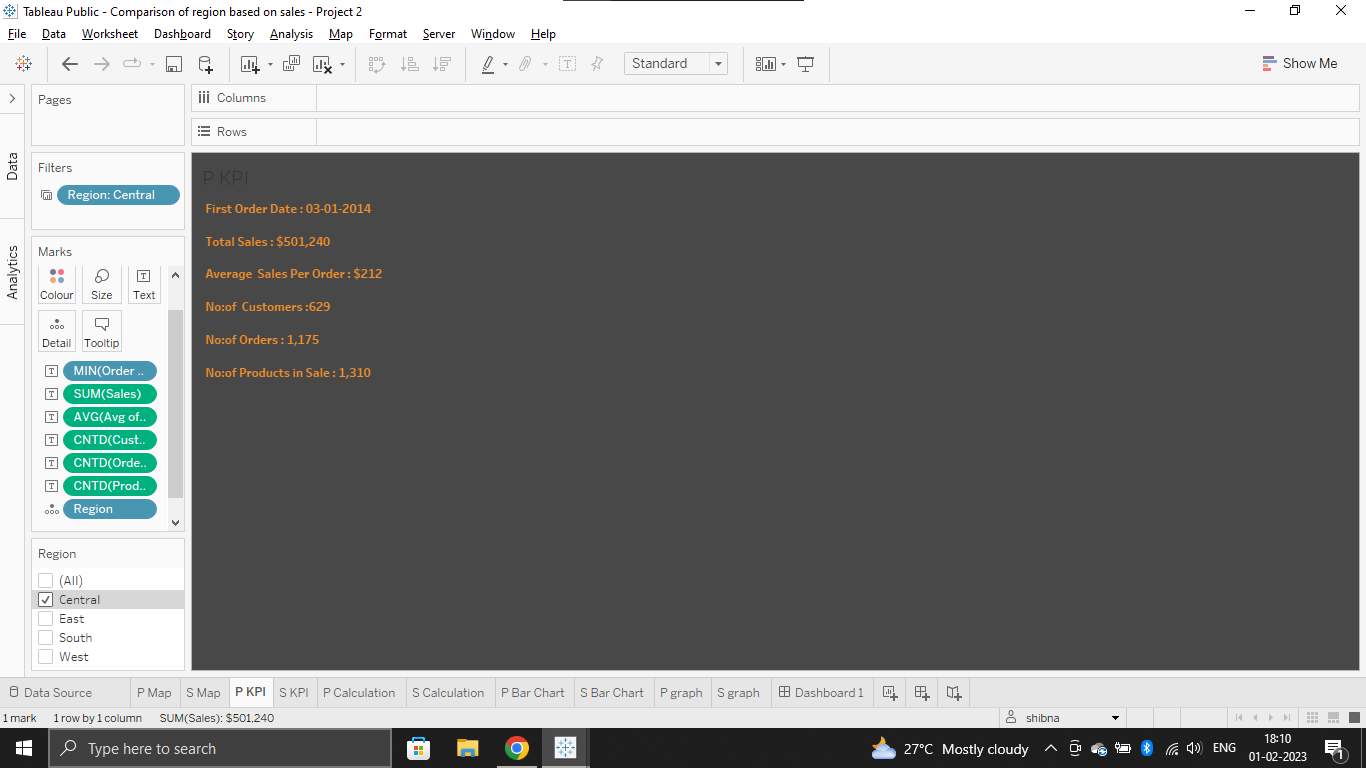 Tableau Public - Comparison of region based on sales - Project 2
File Data Worksheet Dashboard Story Analysis Map Format Server Window Help
Standard
Show Me
Pages
Columns
Rows
Data
Analytics
Filters
Region: Central
Marks
Colour Size Text
Detail Tooltip
MIN(Order ..
SUM(Sales)
AVG(Avg of..
CNTD(Cust..
CNTD(Orde..
CNTD(Prod..
Region
Region
(All)
Central
East
South
West
P KPI
First Order Date : 03-01-2014
Total Sales : $501,240
Average  Sales Per Order : $212
No:of  Customers :629
No:of Orders : 1,175
No:of Products in Sale : 1,310
Data Source P Map S Map P KPI S KPI P Calculation S Calculation P Bar Chart S Bar Chart P graph S graph Dashboard 1
1 mark 1 row by 1 column SUM(Sales): $501,240 shibna
Type here to search 27°C Mostly cloudy ENG 18:10
01-02-2023 1